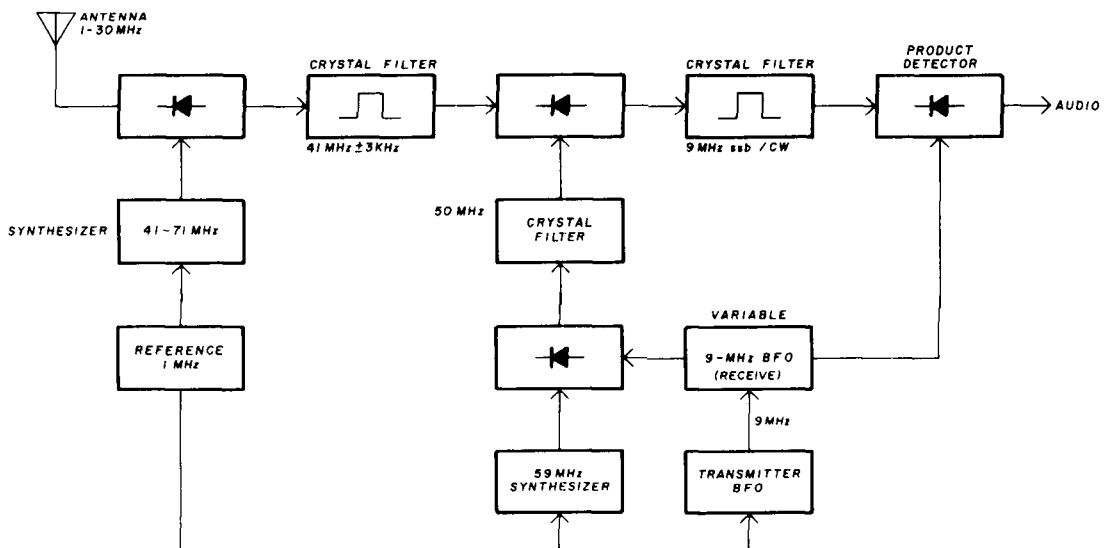 ANTENNA
1-30 MHz
CRYSTAL FILTER
41 MHz ± 3KHz
CRYSTAL FILTER
9 MHz ssb / CW
PRODUCT
DETECTOR
AUDIO
SYNTHESIZER
41-71 MHz
50 MHz
CRYSTAL
FILTER
REFERENCE
1 MHz
VARIABLE
9-MHz BFO
(RECEIVE)
9 MHz
59 MHz
SYNTHESIZER
TRANSMITTER
BFO